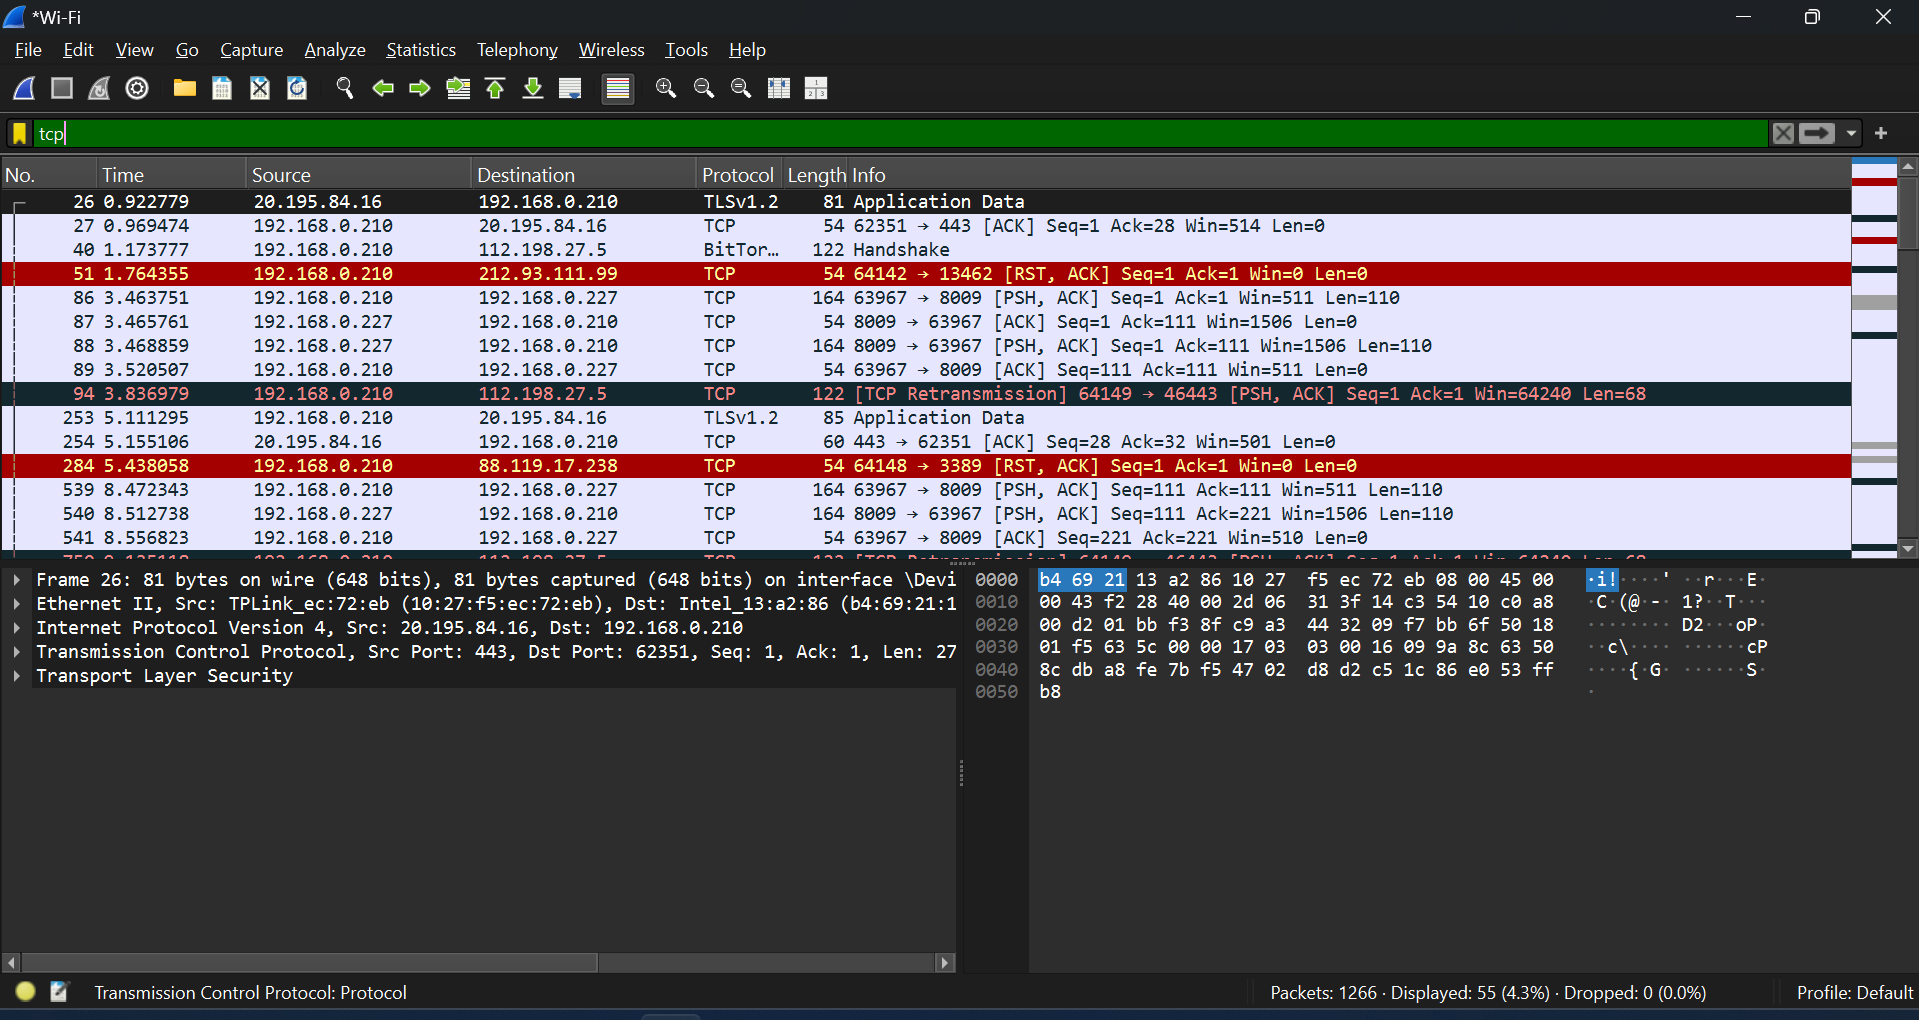 *Wi-Fi
File Edit View Go Capture Analyze Statistics Telephony Wireless Tools Help
tcp
No. Time Source Destination Protocol Length Info
26 0.922779 20.195.84.16 192.168.0.210 TLSv1.2 81 Application Data
27 0.969474 192.168.0.210 20.195.84.16 TCP 54 62351 → 443 [ACK] Seq=1 Ack=28 Win=514 Len=0
40 1.173777 192.168.0.210 112.198.27.5 BitTor… 122 Handshake
51 1.764355 192.168.0.210 212.93.111.99 TCP 54 64142 → 13462 [RST, ACK] Seq=1 Ack=1 Win=0 Len=0
86 3.463751 192.168.0.210 192.168.0.227 TCP 164 63967 → 8009 [PSH, ACK] Seq=1 Ack=1 Win=511 Len=110
87 3.465761 192.168.0.227 192.168.0.210 TCP 54 8009 → 63967 [ACK] Seq=1 Ack=111 Win=1506 Len=0
88 3.468859 192.168.0.227 192.168.0.210 TCP 164 8009 → 63967 [PSH, ACK] Seq=1 Ack=111 Win=1506 Len=110
89 3.520507 192.168.0.210 192.168.0.227 TCP 54 63967 → 8009 [ACK] Seq=111 Ack=111 Win=511 Len=0
94 3.836979 192.168.0.210 112.198.27.5 TCP 122 [TCP Retransmission] 64149 → 46443 [PSH, ACK] Seq=1 Ack=1 Win=64240 Len=68
253 5.111295 192.168.0.210 20.195.84.16 TLSv1.2 85 Application Data
254 5.155106 20.195.84.16 192.168.0.210 TCP 60 443 → 62351 [ACK] Seq=28 Ack=32 Win=501 Len=0
284 5.438058 192.168.0.210 88.119.17.238 TCP 54 64148 → 3389 [RST, ACK] Seq=1 Ack=1 Win=0 Len=0
539 8.472343 192.168.0.210 192.168.0.227 TCP 164 63967 → 8009 [PSH, ACK] Seq=111 Ack=111 Win=511 Len=110
540 8.512738 192.168.0.227 192.168.0.210 TCP 164 8009 → 63967 [PSH, ACK] Seq=111 Ack=221 Win=1506 Len=110
541 8.556823 192.168.0.210 192.168.0.227 TCP 54 63967 → 8009 [ACK] Seq=221 Ack=221 Win=510 Len=0
Frame 26: 81 bytes on wire (648 bits), 81 bytes captured (648 bits) on interface \Devi
Ethernet II, Src: TPLink_ec:72:eb (10:27:f5:ec:72:eb), Dst: Intel_13:a2:86 (b4:69:21:1
Internet Protocol Version 4, Src: 20.195.84.16, Dst: 192.168.0.210
Transmission Control Protocol, Src Port: 443, Dst Port: 62351, Seq: 1, Ack: 1, Len: 27
Transport Layer Security
0000 b4 69 21 13 a2 86 10 27 f5 ec 72 eb 08 00 45 00 ·i!····' ··r···E·
0010 00 43 f2 28 40 00 2d 06 31 3f 14 c3 54 10 c0 a8 ·C·(@·-· 1?··T···
0020 00 d2 01 bb f3 8f c9 a3 44 32 09 f7 bb 6f 50 18 ········ D2···oP·
0030 01 f5 63 5c 00 00 17 03 03 00 16 09 9a 8c 63 50 ··c\···· ······cP
0040 8c db a8 fe 7b f5 47 02 d8 d2 c5 1c 86 e0 53 ff ····{·G· ······S·
0050 b8 ·
Transmission Control Protocol: Protocol
Packets: 1266 · Displayed: 55 (4.3%) · Dropped: 0 (0.0%)
Profile: Default